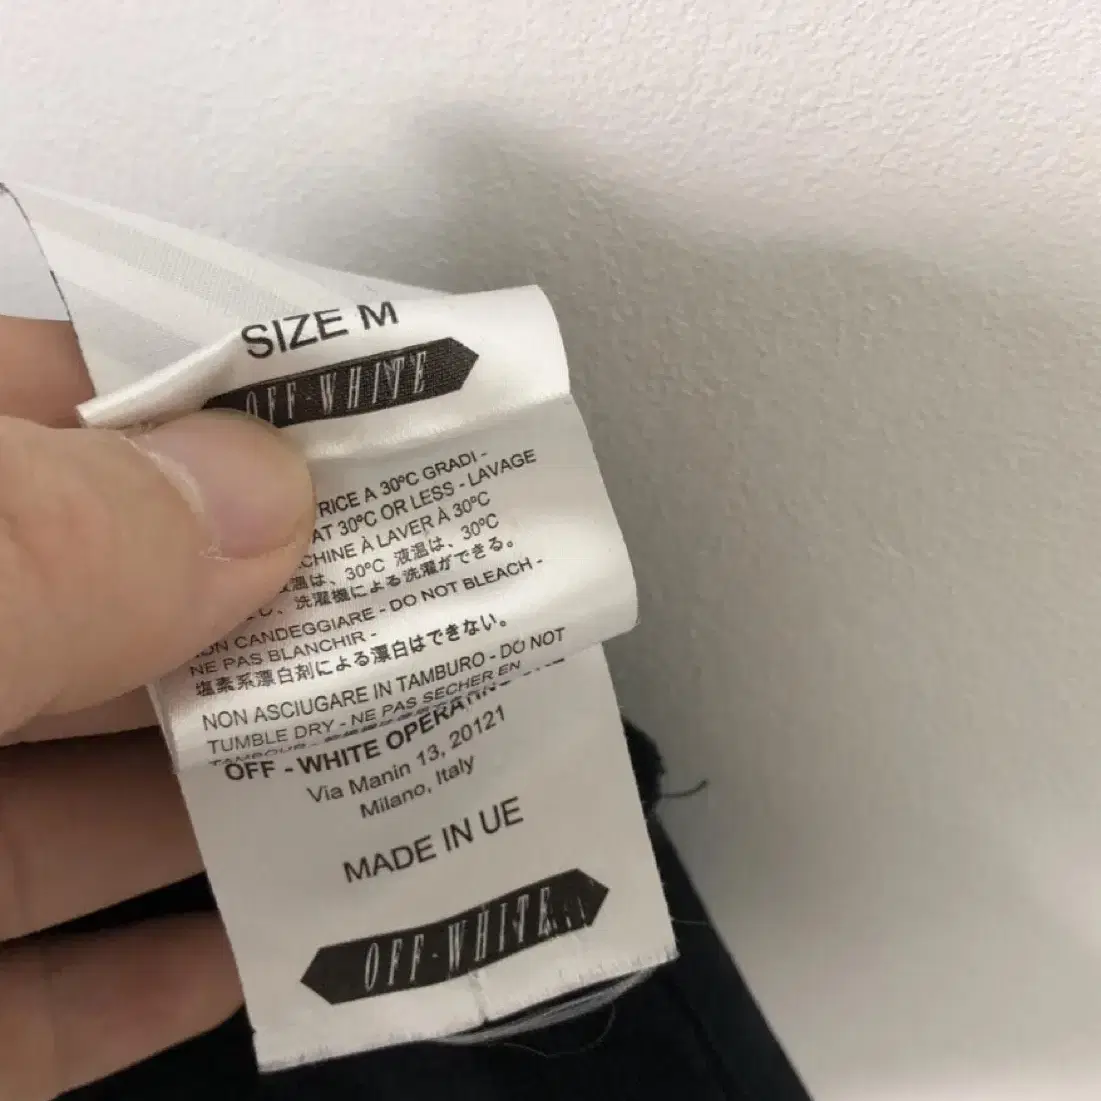 SIZE M
OFF-WHITE
RICE A 30°C GRADI -
AT 30°C OR LESS - LAVAGE
CHINE À LAVER À 30°C
温は、30°C 液温は、30°C
洗濯機による洗濯ができる。
NON CANDEGGIARE - DO NOT BLEACH -
NE PAS BLANCHIR -
塩素系漂白剤による漂白はできない。
NON ASCIUGARE IN TAMBURO - DO NOT
TUMBLE DRY - NE PAS SECHER EN
OFF - WHITE OPERATING
Via Manin 13, 20121
Milano, Italy
MADE IN UE
OFF-WHITE